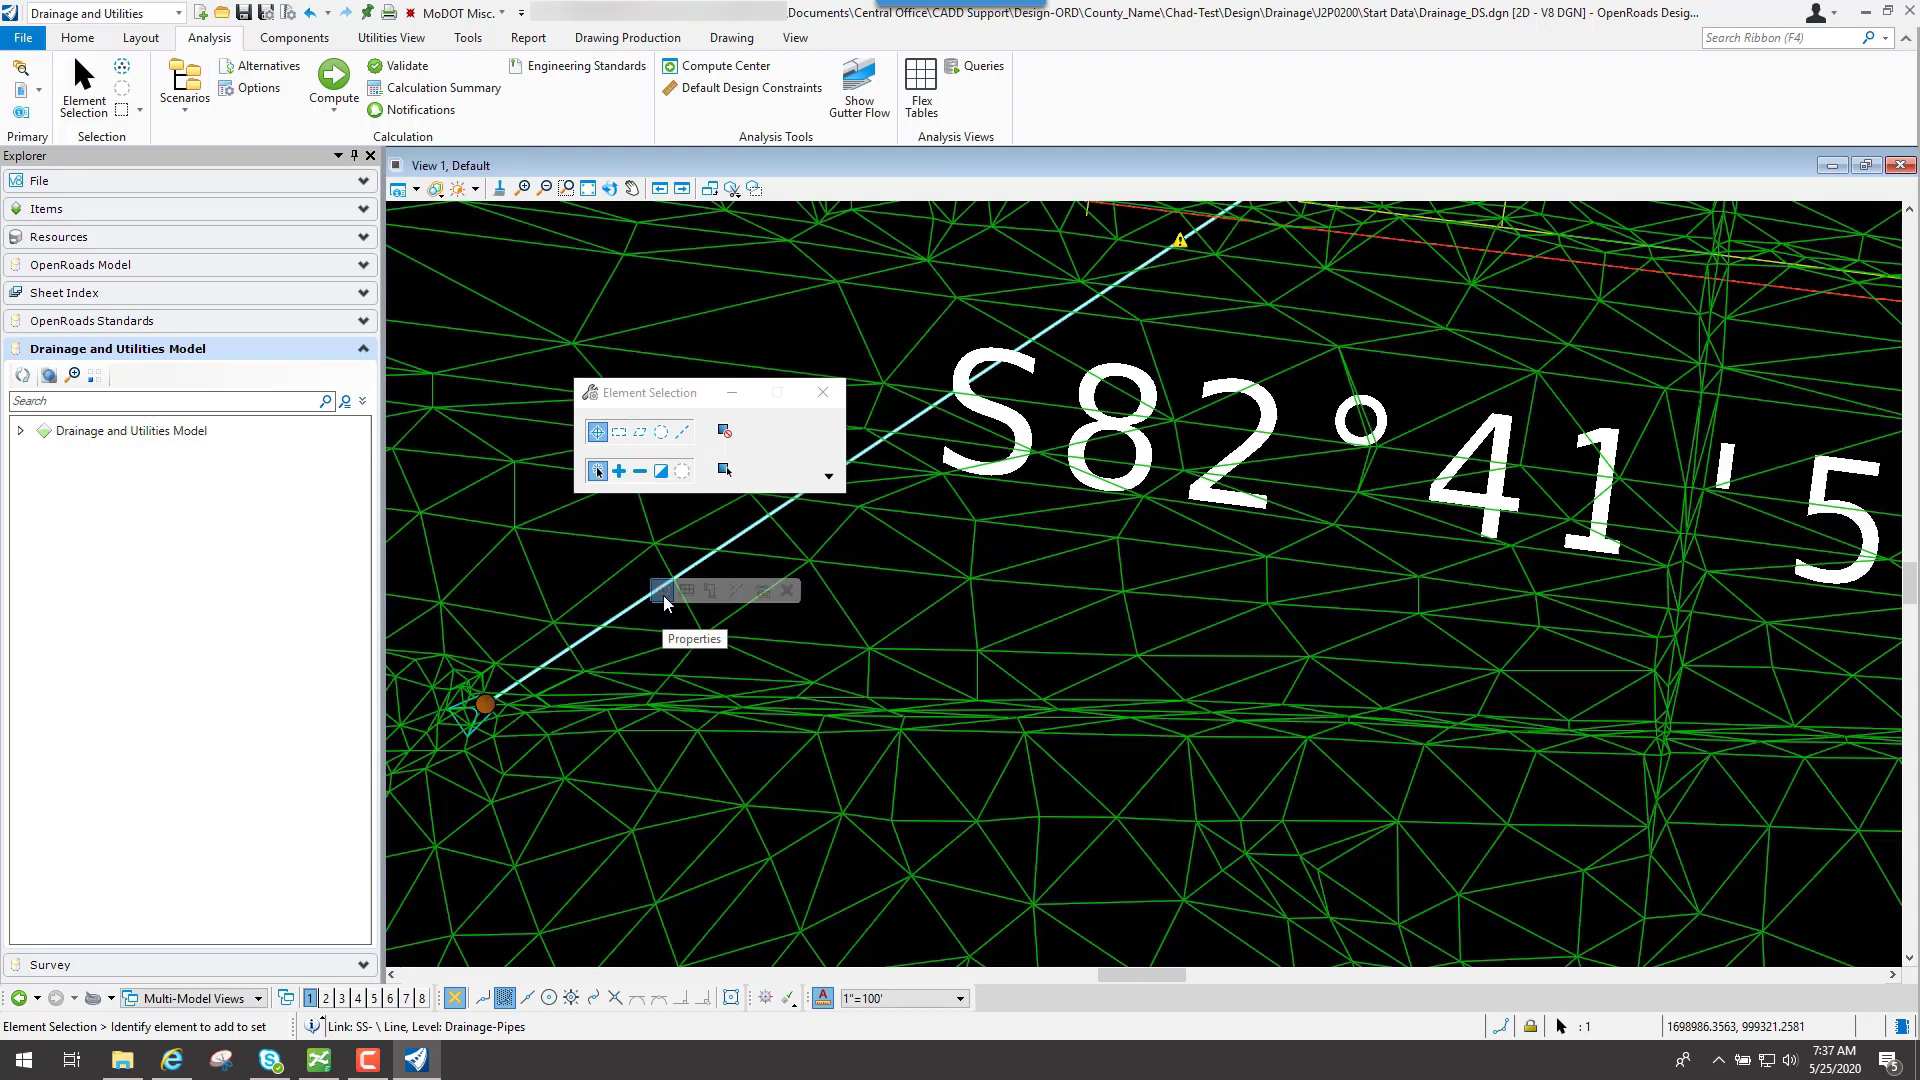 Drainage and Utilities
MoDOT Misc.
.Documents\Central Office\CADD Support\Design-ORD\County_Name\Chad-Test\Design\Drainage\J2P0200\Start Data\Drainage_DS.dgn [2D - V8 DGN] - OpenRoads Desig...
File Home Layout Analysis Components Utilities View Tools Report Drawing Production Drawing View
Search Ribbon (F4)
Element Selection
Scenarios
Alternatives
Options
Compute
Validate
Calculation Summary
Notifications
Engineering Standards
Compute Center
Default Design Constraints
Show Gutter Flow
Flex Tables
Queries
Primary Selection Calculation Analysis Tools Analysis Views
Explorer
File
Items
Resources
OpenRoads Model
Sheet Index
OpenRoads Standards
Drainage and Utilities Model
Search
Drainage and Utilities Model
Survey
View 1, Default
S82°41'5
Element Selection
Properties
Multi-Model Views
1 2 3 4 5 6 7 8
1"=100'
Element Selection > Identify element to add to set
Link: SS- \ Line, Level: Drainage-Pipes
: 1
1698986.3563, 999321.2581
7:37 AM
5/25/2020
5